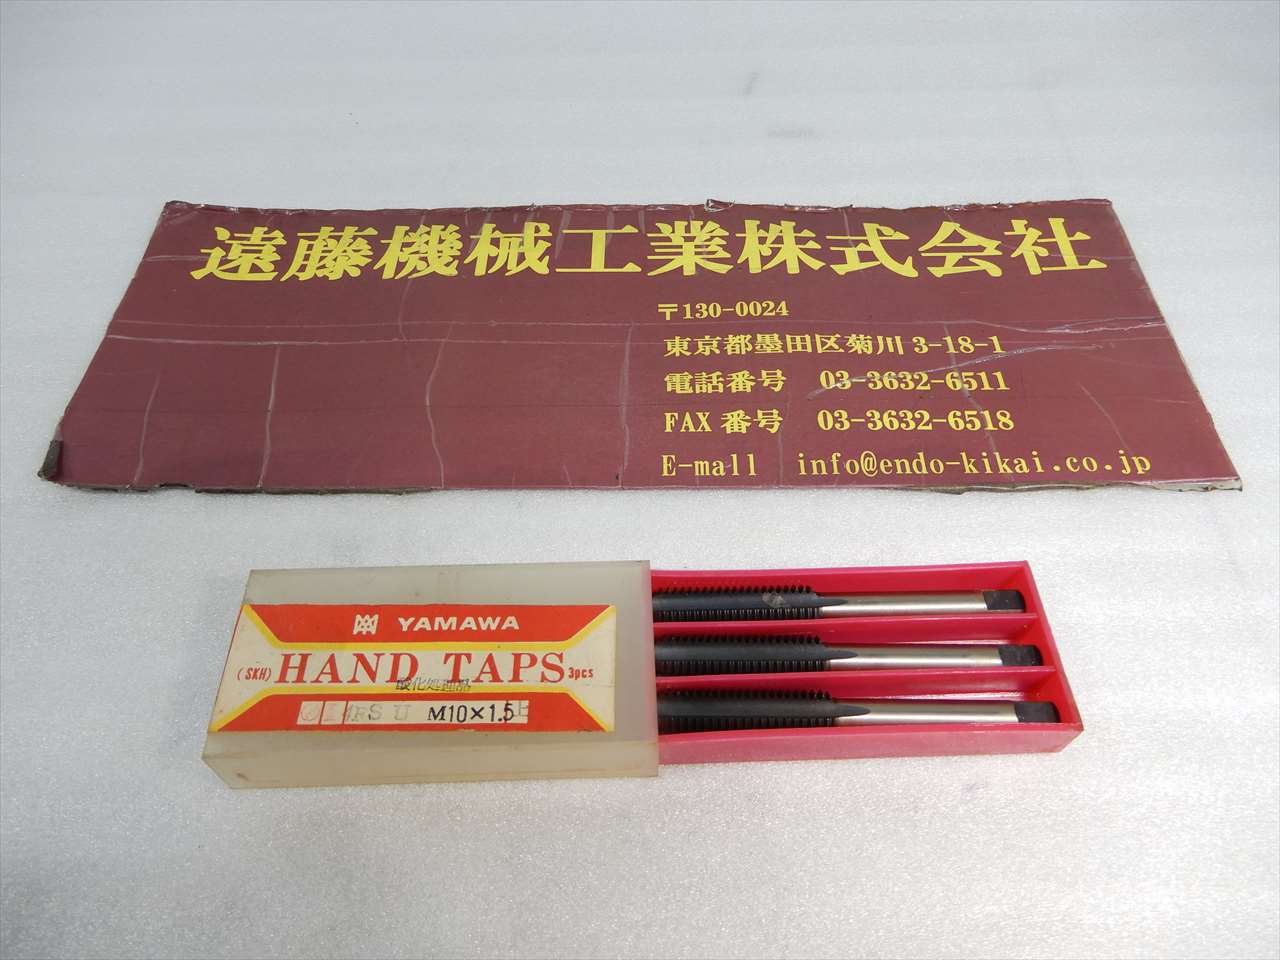 遠藤機械工業株式会社
〒130-0024
東京都墨田区菊川 3-18-1
電話番号 03-3632-6511
FAX 番号 03-3632-6518
E-mail info@endo-kikai.co.jp
YAMAWA
(SKH) HAND TAPS 3pcs
酸化処理品
SU M10×1.5